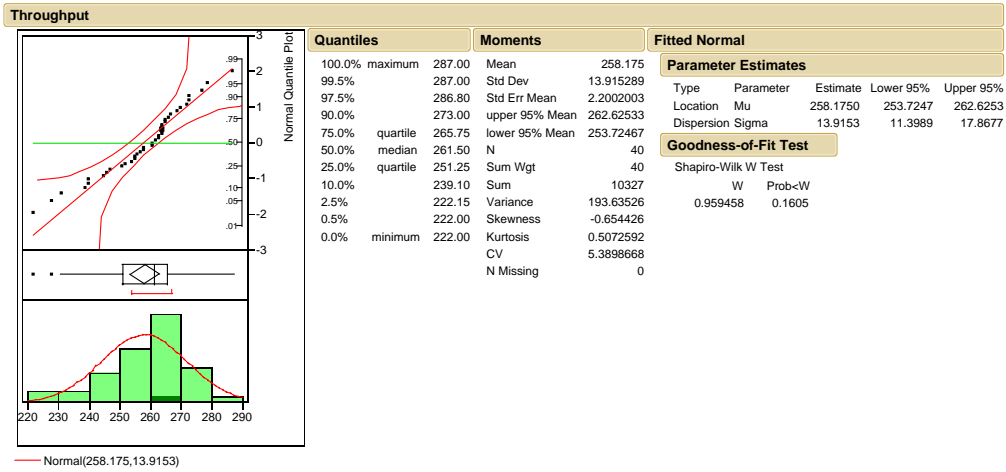 Throughput
3
2
1
0
-1
-2
-3
.99
.95
.90
.75
.50
.25
.10
.05
.01
Normal Quantile Plot
220 230 240 250 260 270 280 290
Normal(258.175,13.9153)
Quantiles
100.0% maximum 287.00
99.5% 287.00
97.5% 286.80
90.0% 273.00
75.0% quartile 265.75
50.0% median 261.50
25.0% quartile 251.25
10.0% 239.10
2.5% 222.15
0.5% 222.00
0.0% minimum 222.00
Moments
Mean 258.175
Std Dev 13.915289
Std Err Mean 2.2002003
upper 95% Mean 262.62533
lower 95% Mean 253.72467
N 40
Sum Wgt 40
Sum 10327
Variance 193.63526
Skewness -0.654426
Kurtosis 0.5072592
CV 5.3898668
N Missing 0
Fitted Normal
Parameter Estimates
Type Parameter Estimate Lower 95% Upper 95%
Location Mu 258.1750 253.7247 262.6253
Dispersion Sigma 13.9153 11.3989 17.8677
Goodness-of-Fit Test
Shapiro-Wilk W Test
W Prob<W
0.959458 0.1605